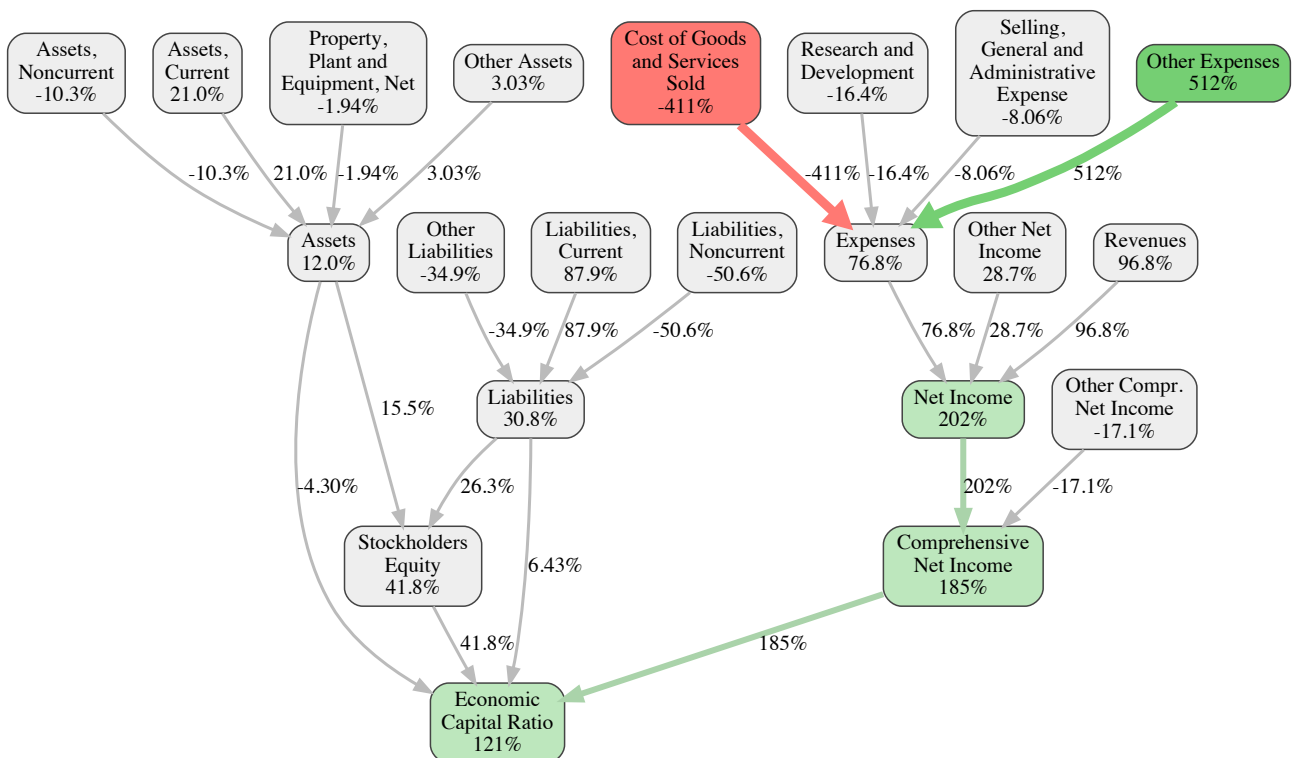 Assets,
Noncurrent
-10.3%
Assets,
Current
21.0%
Property,
Plant and
Equipment, Net
-1.94%
Other Assets
3.03%
Cost of Goods
and Services
Sold
-411%
Research and
Development
-16.4%
Selling,
General and
Administrative
Expense
-8.06%
Other Expenses
512%
-10.3%
21.0%
-1.94%
3.03%
-411%
-16.4%
-8.06%
512%
Assets
12.0%
Other
Liabilities
-34.9%
Liabilities,
Current
87.9%
Liabilities,
Noncurrent
-50.6%
Expenses
76.8%
Other Net
Income
28.7%
Revenues
96.8%
-34.9%
87.9%
-50.6%
76.8%
28.7%
96.8%
15.5%
Liabilities
30.8%
Net Income
202%
Other Compr.
Net Income
-17.1%
-4.30%
26.3%
202%
-17.1%
Stockholders
Equity
41.8%
6.43%
Comprehensive
Net Income
185%
41.8%
185%
Economic
Capital Ratio
121%